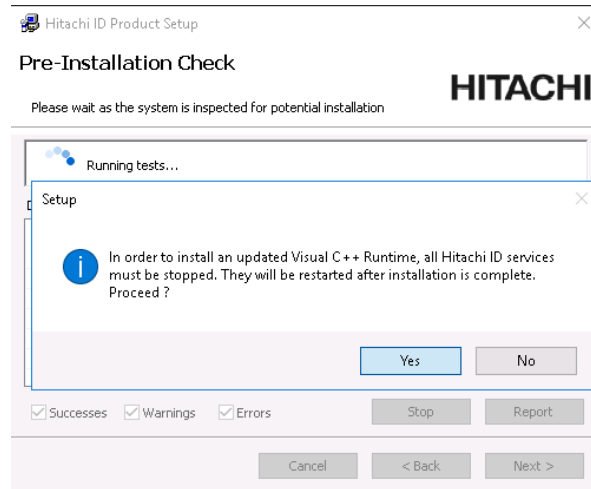 Hitachi ID Product Setup
Pre-Installation Check
HITACHI
Please wait as the system is inspected for potential installation
Running tests...
Setup
In order to install an updated Visual C++ Runtime, all Hitachi ID services
must be stopped. They will be restarted after installation is complete.
Proceed ?
Yes No
Successes Warnings Errors Stop Report
Cancel < Back Next >